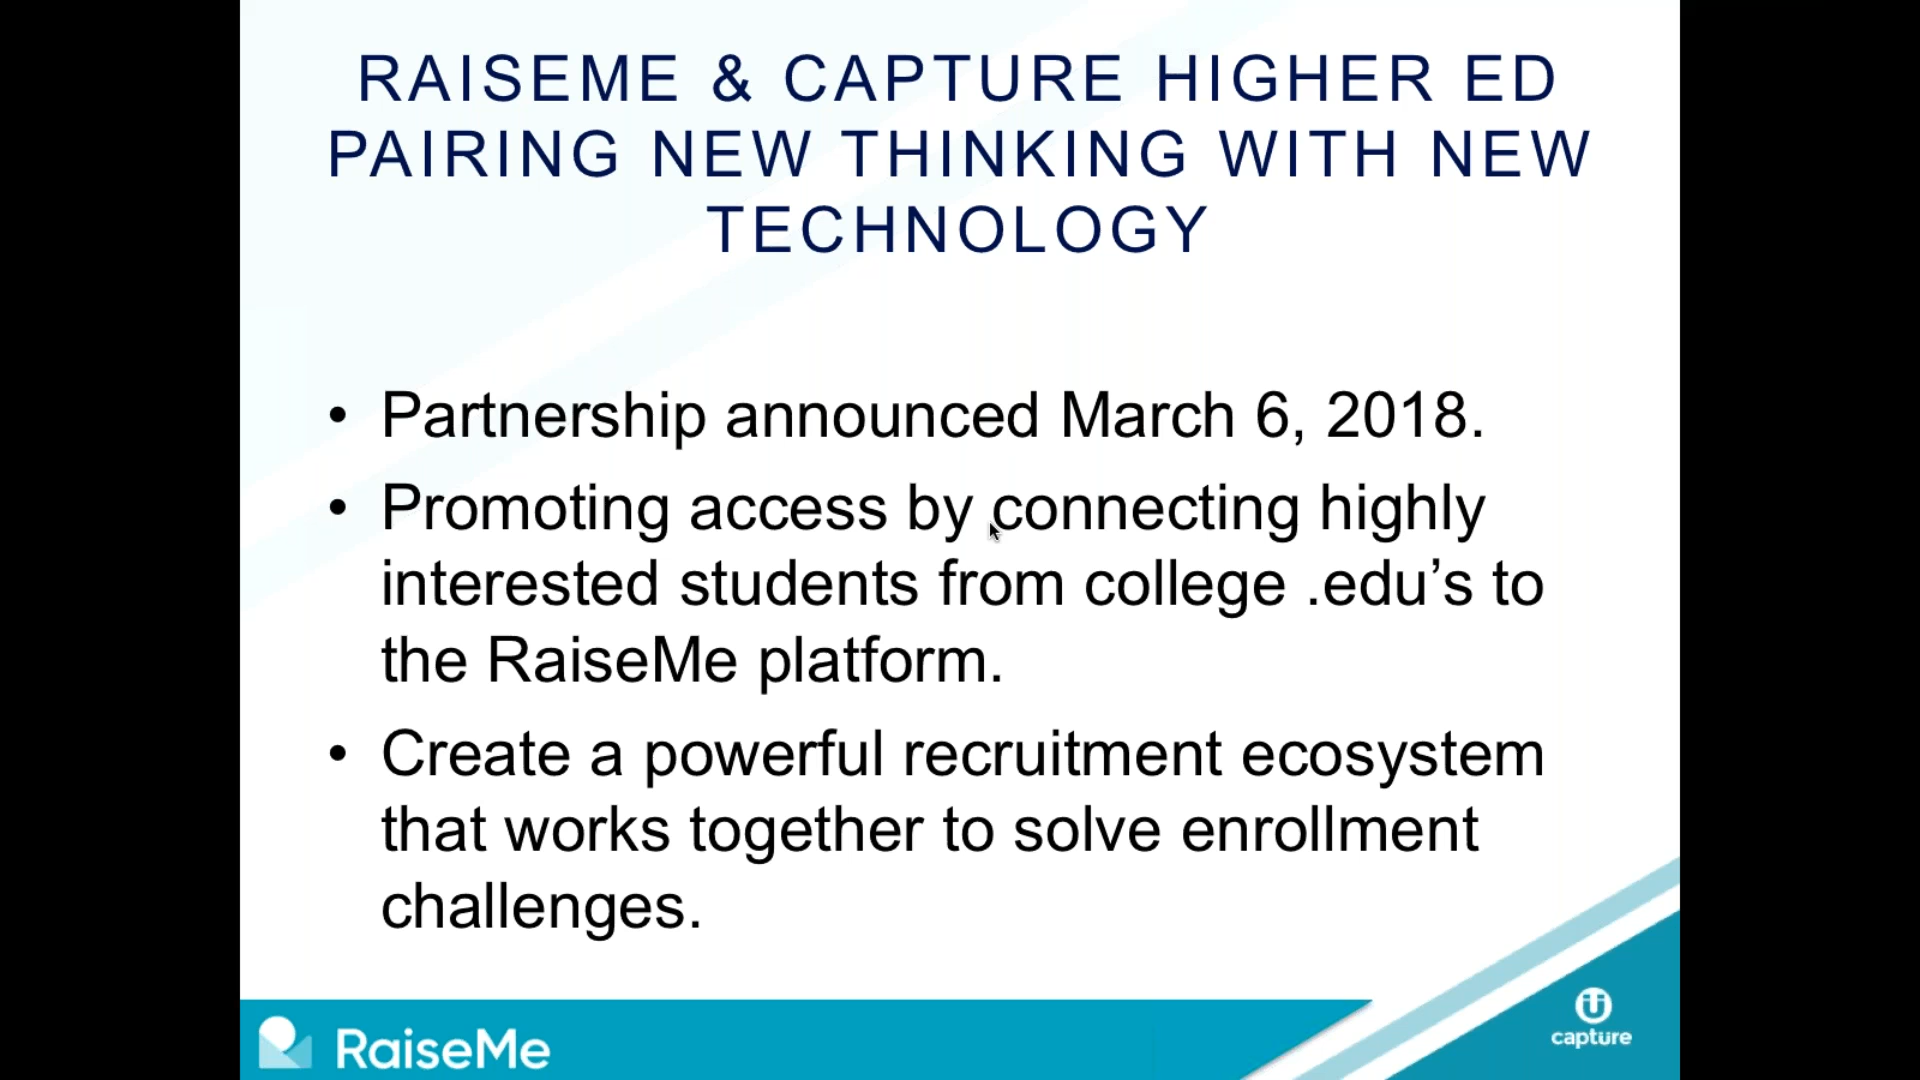 RAISEME & CAPTURE HIGHER ED
PAIRING NEW THINKING WITH NEW
TECHNOLOGY
• Partnership announced March 6, 2018.
• Promoting access by connecting highly
interested students from college .edu’s to
the RaiseMe platform.
• Create a powerful recruitment ecosystem
that works together to solve enrollment
challenges.
RaiseMe
capture